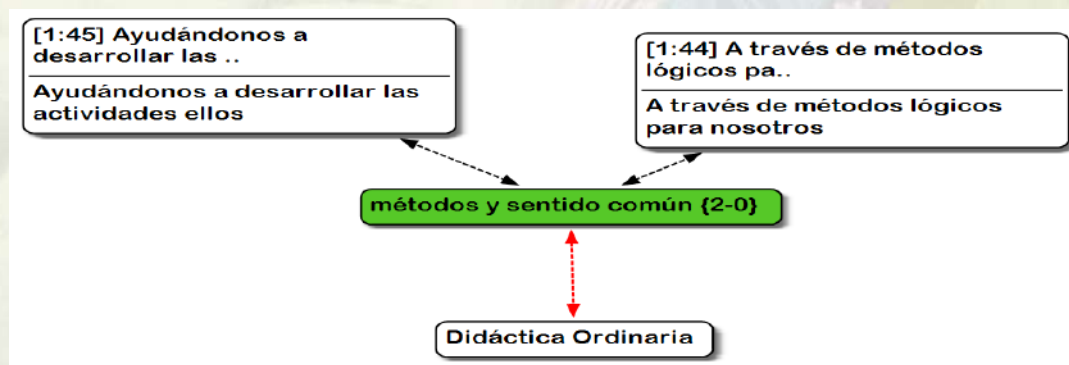 [1:45] Ayudándonos a
desarrollar las ..
Ayudándonos a desarrollar las
actividades ellos
[1:44] A través de métodos
lógicos pa..
A través de métodos lógicos
para nosotros
métodos y sentido común {2-0}
Didáctica Ordinaria